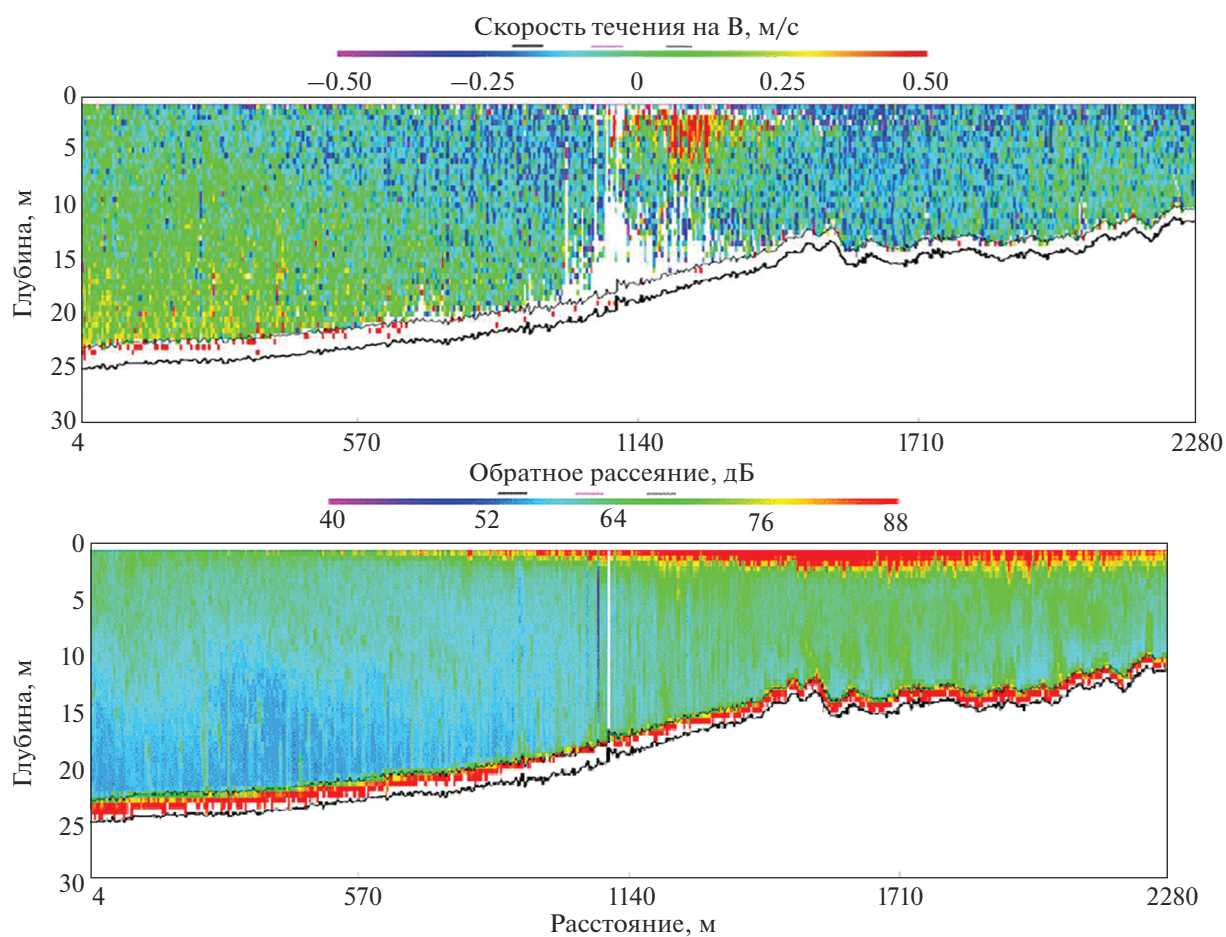 Скорость течения на В, м/с
−0.50 −0.25 0 0.25 0.50
0
5
10
15
20
25
30
Глубина, м
4 570 1140 1710 2280
Обратное рассеяние, дБ
40 52 64 76 88
0
5
10
15
20
25
30
Глубина, м
4 570 1140 1710 2280
Расстояние, м